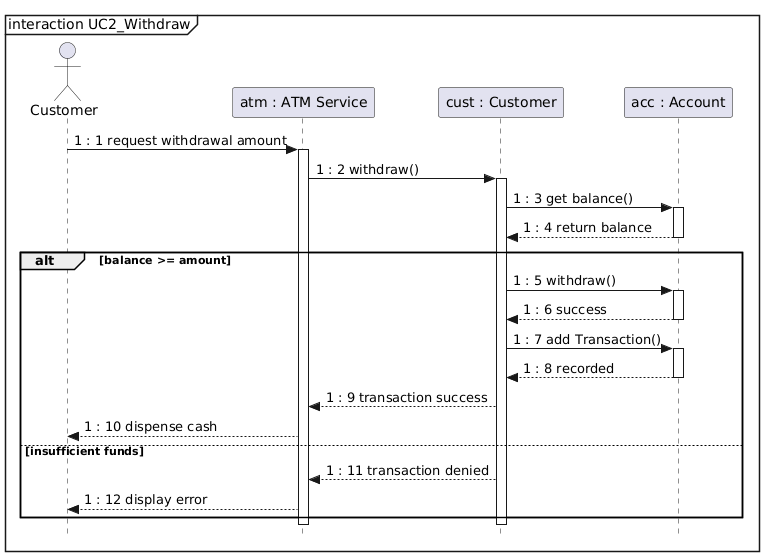 interaction UC2_Withdraw
Customer
atm : ATM Service
cust : Customer
acc : Account
1 : 1 request withdrawal amount
1 : 2 withdraw()
1 : 3 get balance()
1 : 4 return balance
alt
[balance >= amount]
1 : 5 withdraw()
1 : 6 success
1 : 7 add Transaction()
1 : 8 recorded
1 : 9 transaction success
1 : 10 dispense cash
[insufficient funds]
1 : 11 transaction denied
1 : 12 display error